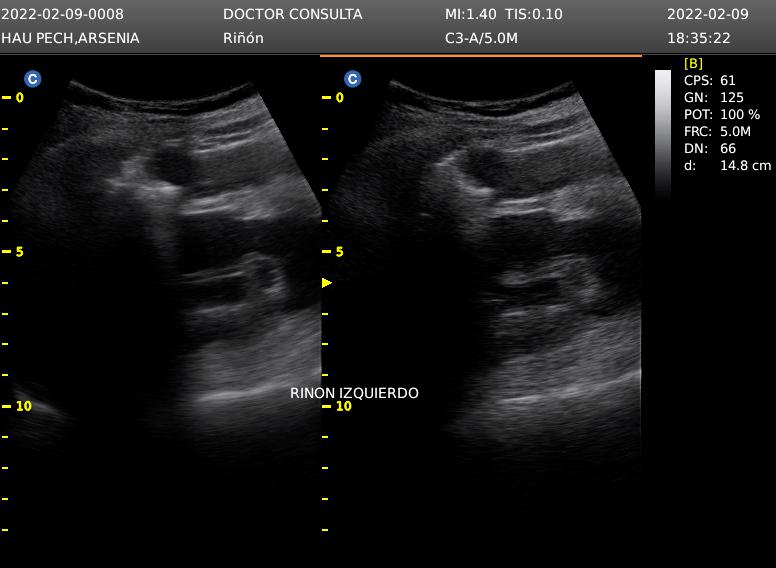 2022-02-09-0008 DOCTOR CONSULTA MI:1.40 TIS:0.10 2022-02-09
HAU PECH,ARSENIA Riñón C3-A/5.0M 18:35:22
C C [B]
0 0 CPS: 61
GN: 125
POT: 100 %
FRC: 5.0M
DN: 66
d: 14.8 cm
5 5
RINON IZQUIERDO
10 10